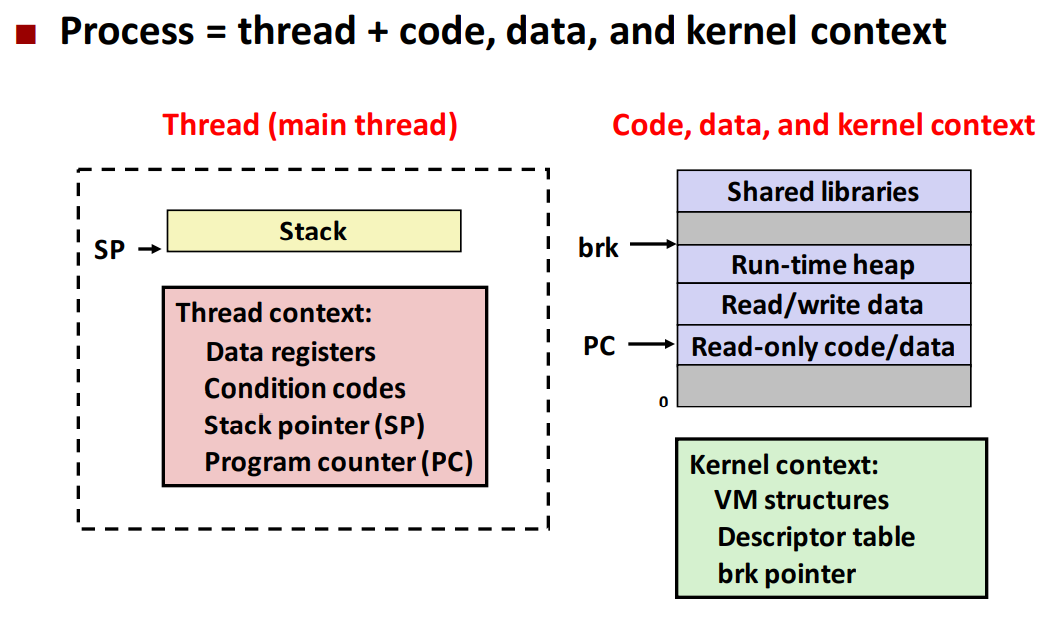 Process = thread + code, data, and kernel context
Thread (main thread)
Stack
SP
Thread context:
Data registers
Condition codes
Stack pointer (SP)
Program counter (PC)
Code, data, and kernel context
Shared libraries
brk
Run-time heap
Read/write data
PC
Read-only code/data
0
Kernel context:
VM structures
Descriptor table
brk pointer